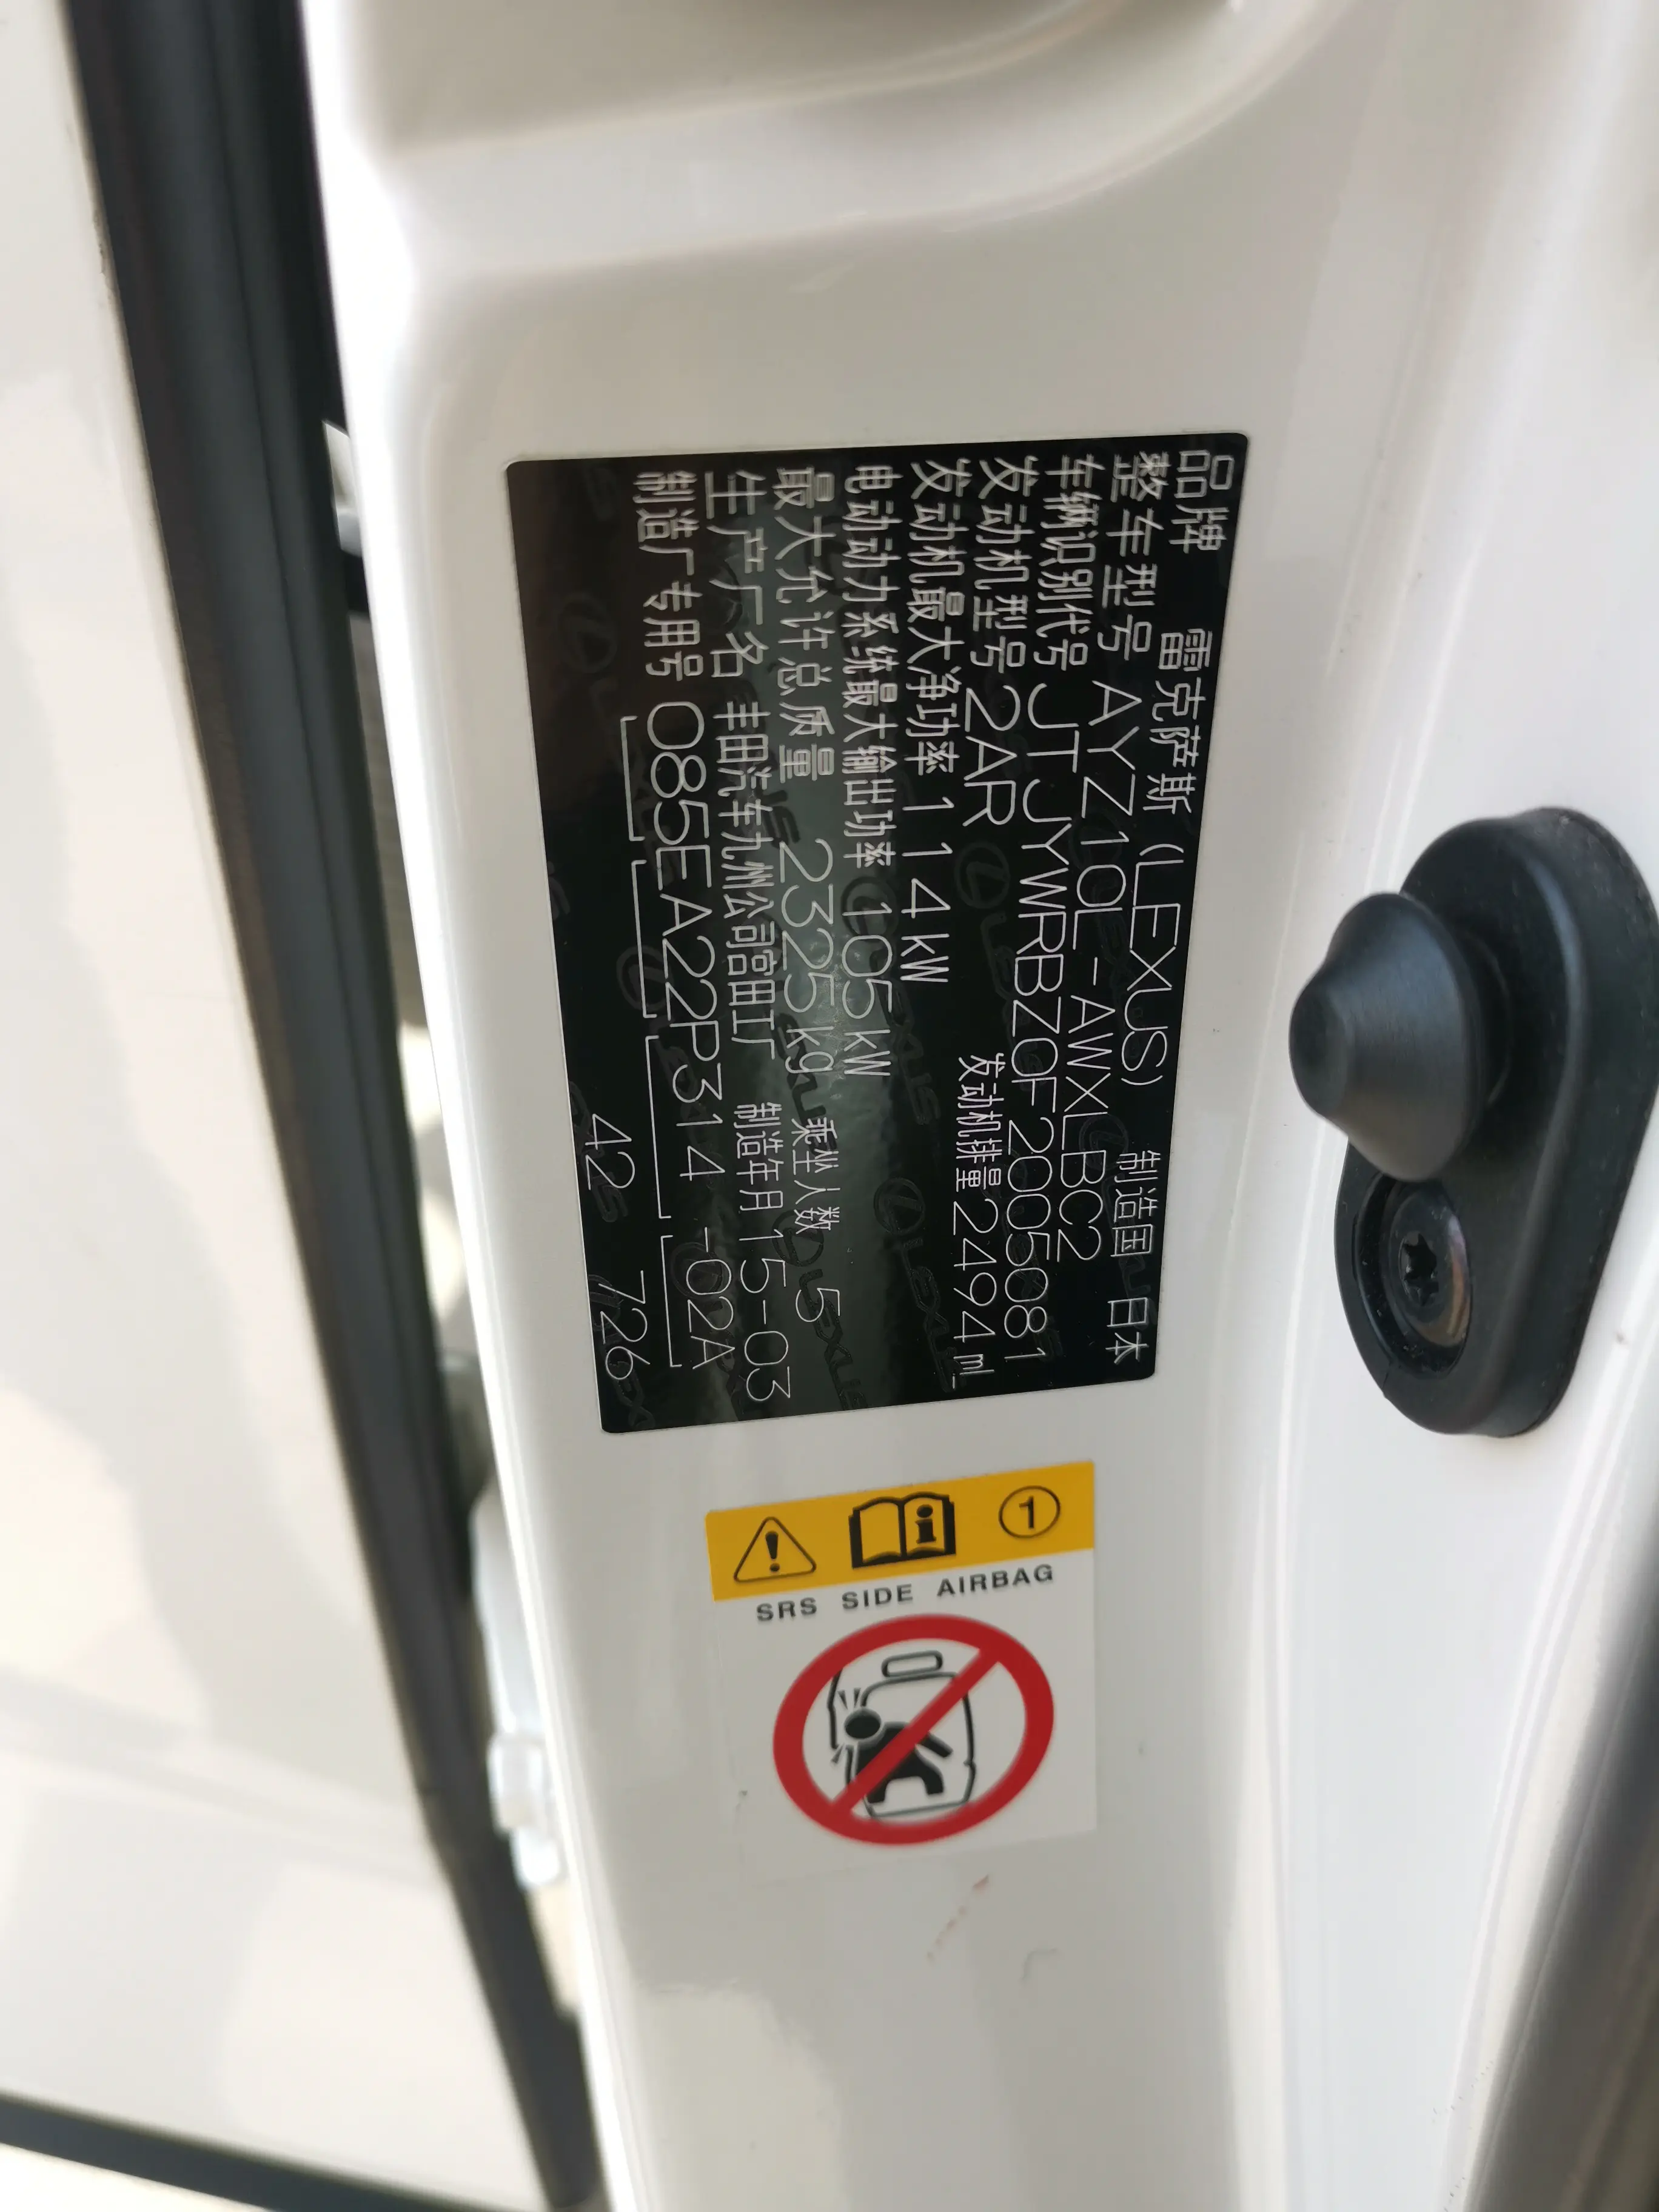 品牌 雷克萨斯 (LEXUS) 制造国 日本
整车型号 AYZ10L-AWXLBC2
车辆识别代号 JTJYWRBZ0F2005081
发动机型号 2AR 发动机排量 2494mL
发动机最大净功率 114kW
电动动力系统最大输出功率 105kW
最大允许总质量 2325kg 乘坐人数 5
生产厂名 丰田汽车九州公司宫田工厂 制造年月 15-03
制造厂专用号 085EA22P314 -02A
42 726
1
SRS SIDE AIRBAG